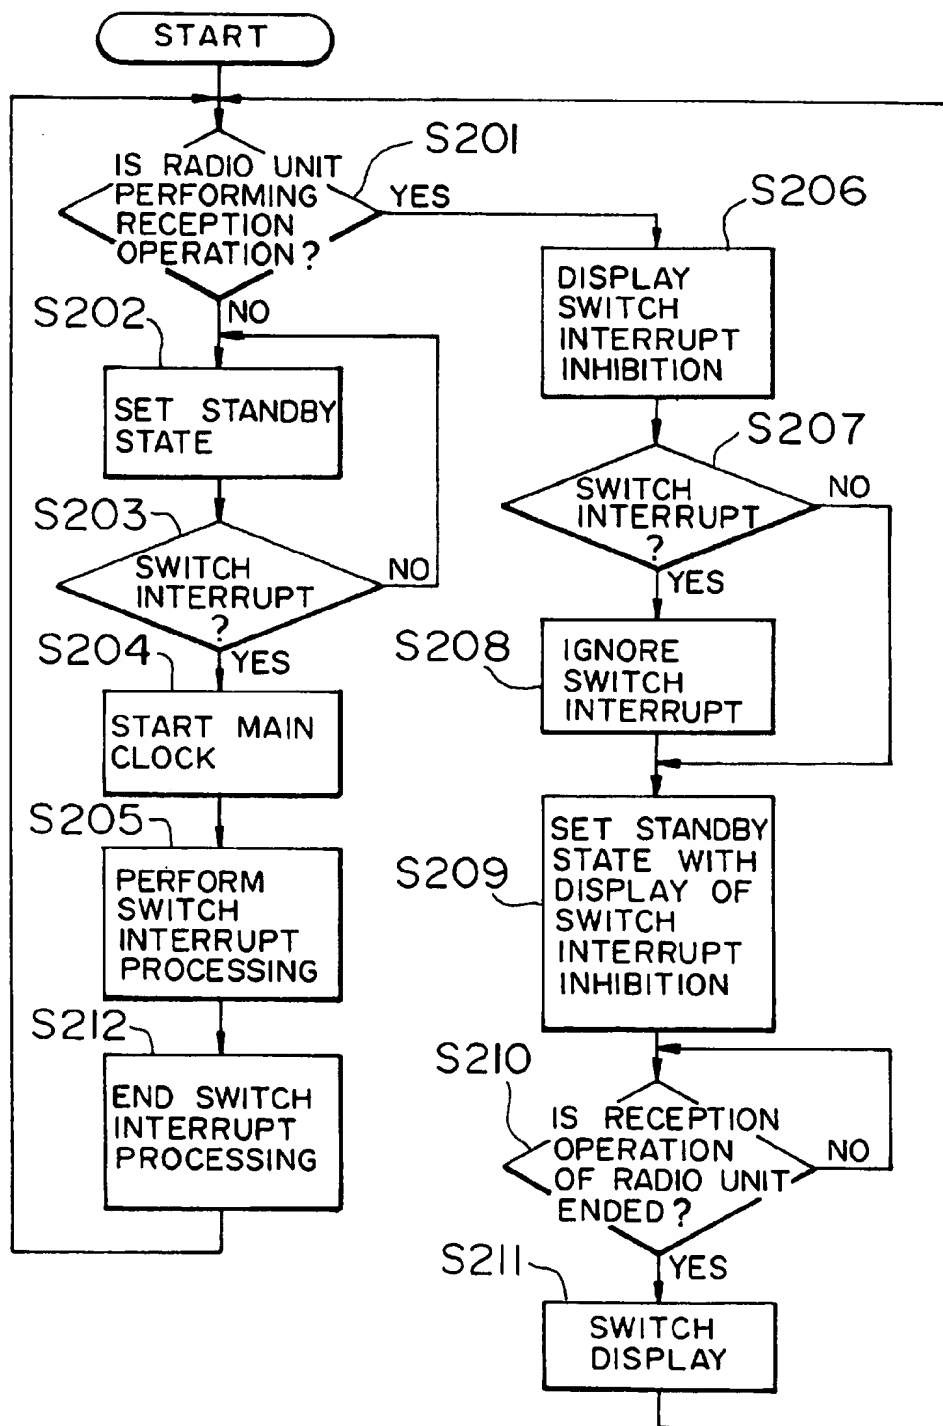 START
S201
IS RADIO UNIT
PERFORMING
RECEPTION
OPERATION?
YES
NO
S202
SET STANDBY
STATE
S203
SWITCH
INTERRUPT
?
NO
YES
S204
START MAIN
CLOCK
S205
PERFORM
SWITCH
INTERRUPT
PROCESSING
S212
END SWITCH
INTERRUPT
PROCESSING
S206
DISPLAY
SWITCH
INTERRUPT
INHIBITION
S207
SWITCH
INTERRUPT
?
NO
YES
S208
IGNORE
SWITCH
INTERRUPT
S209
SET STANDBY
STATE WITH
DISPLAY OF
SWITCH
INTERRUPT
INHIBITION
S210
IS RECEPTION
OPERATION
OF RADIO UNIT
ENDED?
NO
YES
S211
SWITCH
DISPLAY